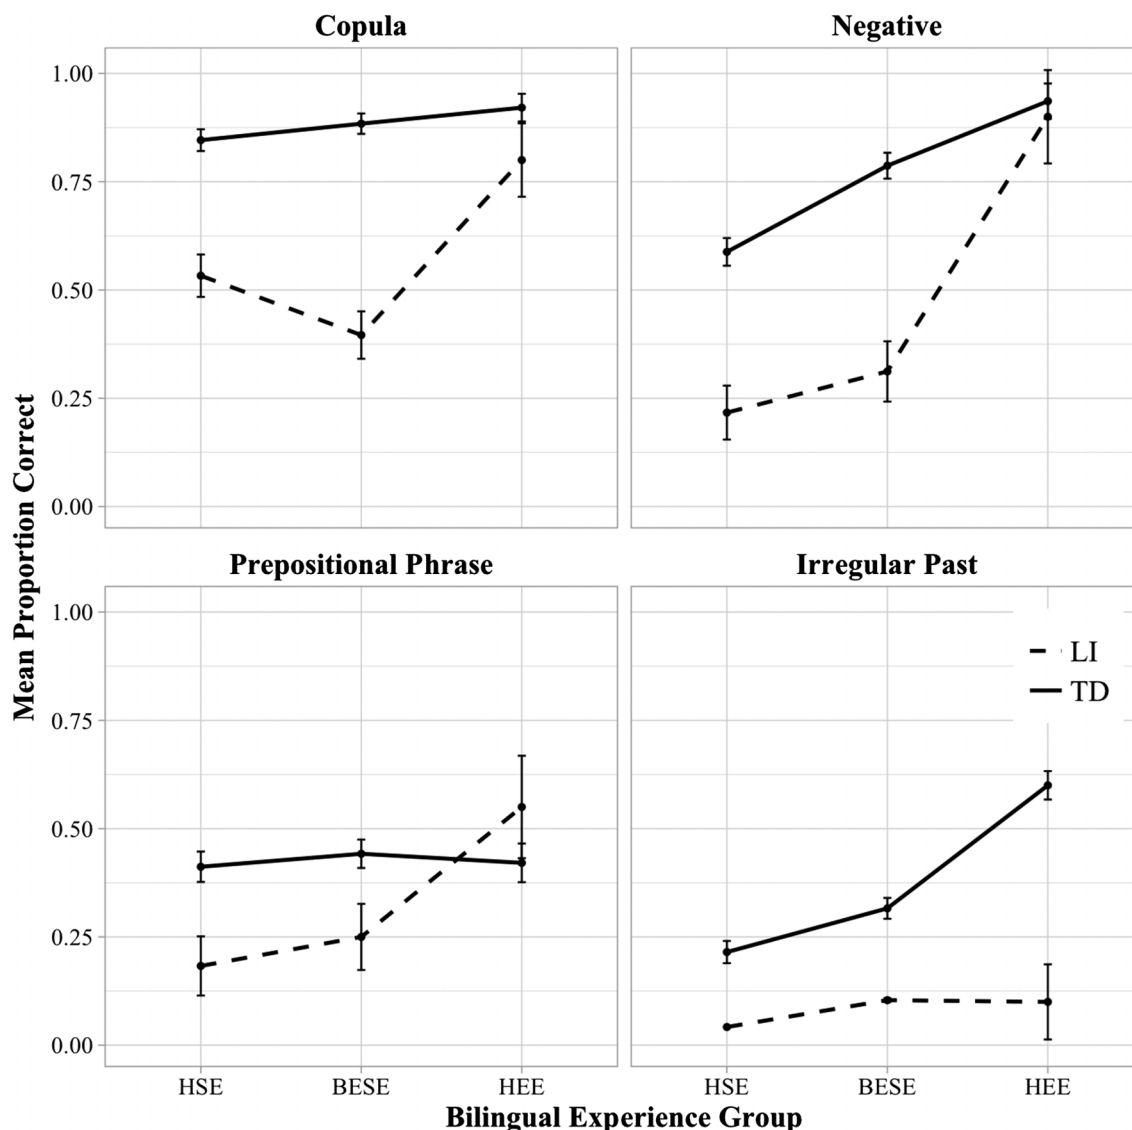 Copula
Negative
1.00
0.75
0.50
0.25
0.00
Mean Proportion Correct
Prepositional Phrase
Irregular Past
1.00
0.75
0.50
0.25
0.00
LI
TD
HSE BESE HEE
HSE BESE HEE
Bilingual Experience Group